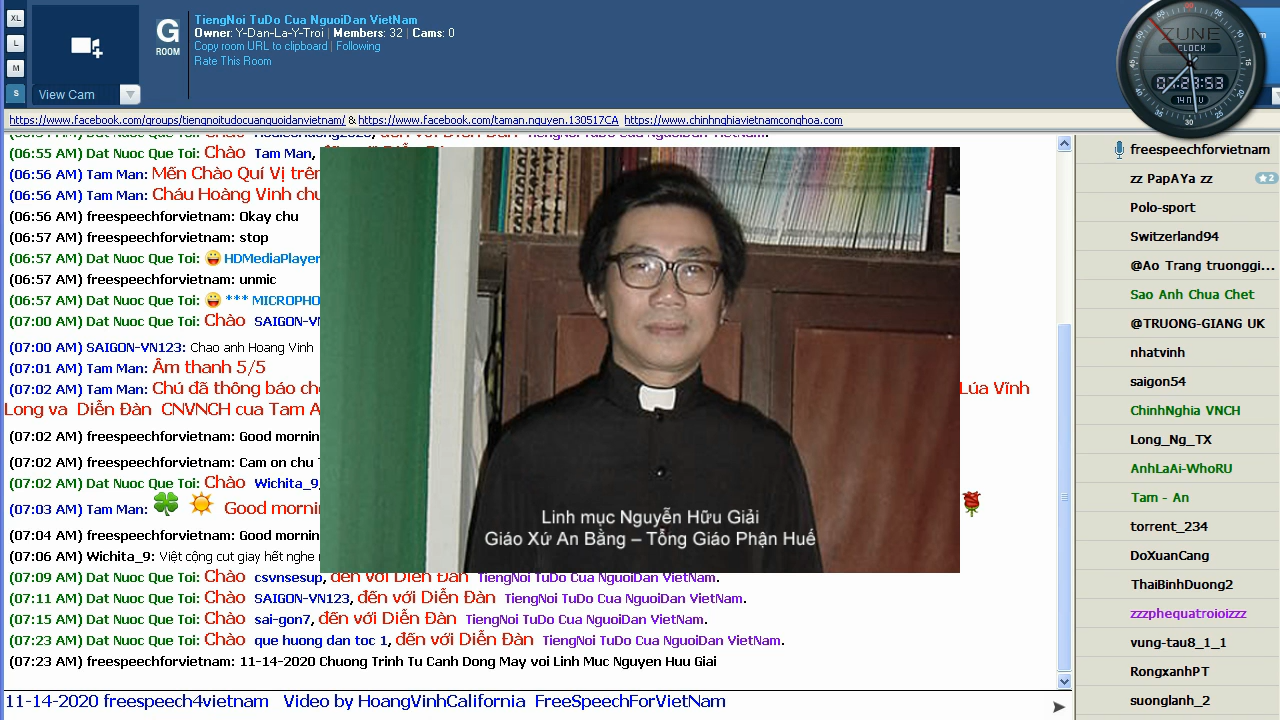 XL
L
M
S
View Cam
G
ROOM
TiengNoi TuDo Cua NguoiDan VietNam
Owner: Y-Dan-La-Y-Troi | Members: 32 | Cams: 0
Copy room URL to clipboard | Following
Rate This Room
ZUNE
CLOCK
07:23:53
14 NOV
https://www.facebook.com/groups/tiengnoitudocuanguoidanvietnam/ & https://www.facebook.com/caman.nguyen.130517CA https://www.chinhnghiavietnamconghoa.com
(06:55 AM) Dat Nuoc Que Toi: Chào Tam Man,
(06:56 AM) Tam Man: Mến Chào Quí Vị trên
(06:56 AM) Tam Man: Cháu Hoàng Vinh chu
(06:56 AM) freespeechforvietnam: Okay chu
(06:57 AM) freespeechforvietnam: stop
(06:57 AM) Dat Nuoc Que Toi: HDMediaPlayer
(06:57 AM) freespeechforvietnam: unmic
(06:57 AM) Dat Nuoc Que Toi: *** MICROPHO
(07:00 AM) Dat Nuoc Que Toi: Chào SAIGON-VN
(07:00 AM) SAIGON-VN123: Chao anh Hoang Vinh
(07:01 AM) Tam Man: Âm thanh 5/5
(07:02 AM) Tam Man: Chú đã thông báo cho Lúa Vĩnh
Long va Diễn Đàn CNVNCH cua Tam A
(07:02 AM) freespeechforvietnam: Good mornin
(07:02 AM) freespeechforvietnam: Cam on chu
(07:02 AM) Dat Nuoc Que Toi: Chào Wichita_9,
(07:03 AM) Tam Man: Good mornin
(07:04 AM) freespeechforvietnam: Good mornin
(07:06 AM) Wichita_9: Việt cộng cut giay hết nghe r
(07:09 AM) Dat Nuoc Que Toi: Chào csvnsesup, đến với Diễn Đàn TiengNoi TuDo Cua NguoiDan VietNam.
(07:11 AM) Dat Nuoc Que Toi: Chào SAIGON-VN123, đến với Diễn Đàn TiengNoi TuDo Cua NguoiDan VietNam.
(07:15 AM) Dat Nuoc Que Toi: Chào sai-gon7, đến với Diễn Đàn TiengNoi TuDo Cua NguoiDan VietNam.
(07:23 AM) Dat Nuoc Que Toi: Chào que huong dan toc 1, đến với Diễn Đàn TiengNoi TuDo Cua NguoiDan VietNam.
(07:23 AM) freespeechforvietnam: 11-14-2020 Chuong Trinh Tu Canh Dong May voi Linh Muc Nguyen Huu Giai
Linh mục Nguyễn Hữu Giải
Giáo Xứ An Bằng – Tổng Giáo Phận Huế
11-14-2020 freespeech4vietnam Video by HoangVinhCalifornia FreeSpeechForVietNam
freespeechforvietnam
zz PapAYa zz
2
Polo-sport
Switzerland94
@Ao Trang truonggi...
Sao Anh Chua Chet
@TRUONG-GIANG UK
nhatvinh
saigon54
ChinhNghia VNCH
Long_Ng_TX
AnhLaAi-WhoRU
Tam - An
torrent_234
DoXuanCang
ThaiBinhDuong2
zzzphequatroioizzz
vung-tau8_1_1
RongxanhPT
suonglanh_2